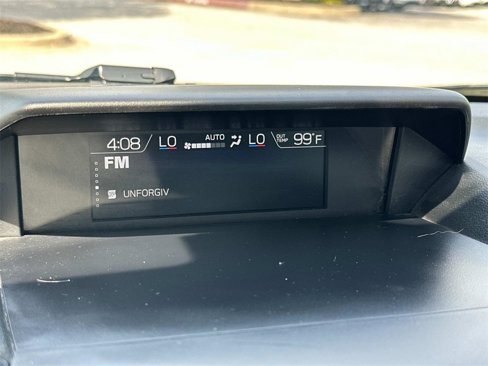 4:08 LO AUTO LO OUT TEMP 99°F
FM
UNFORGIV